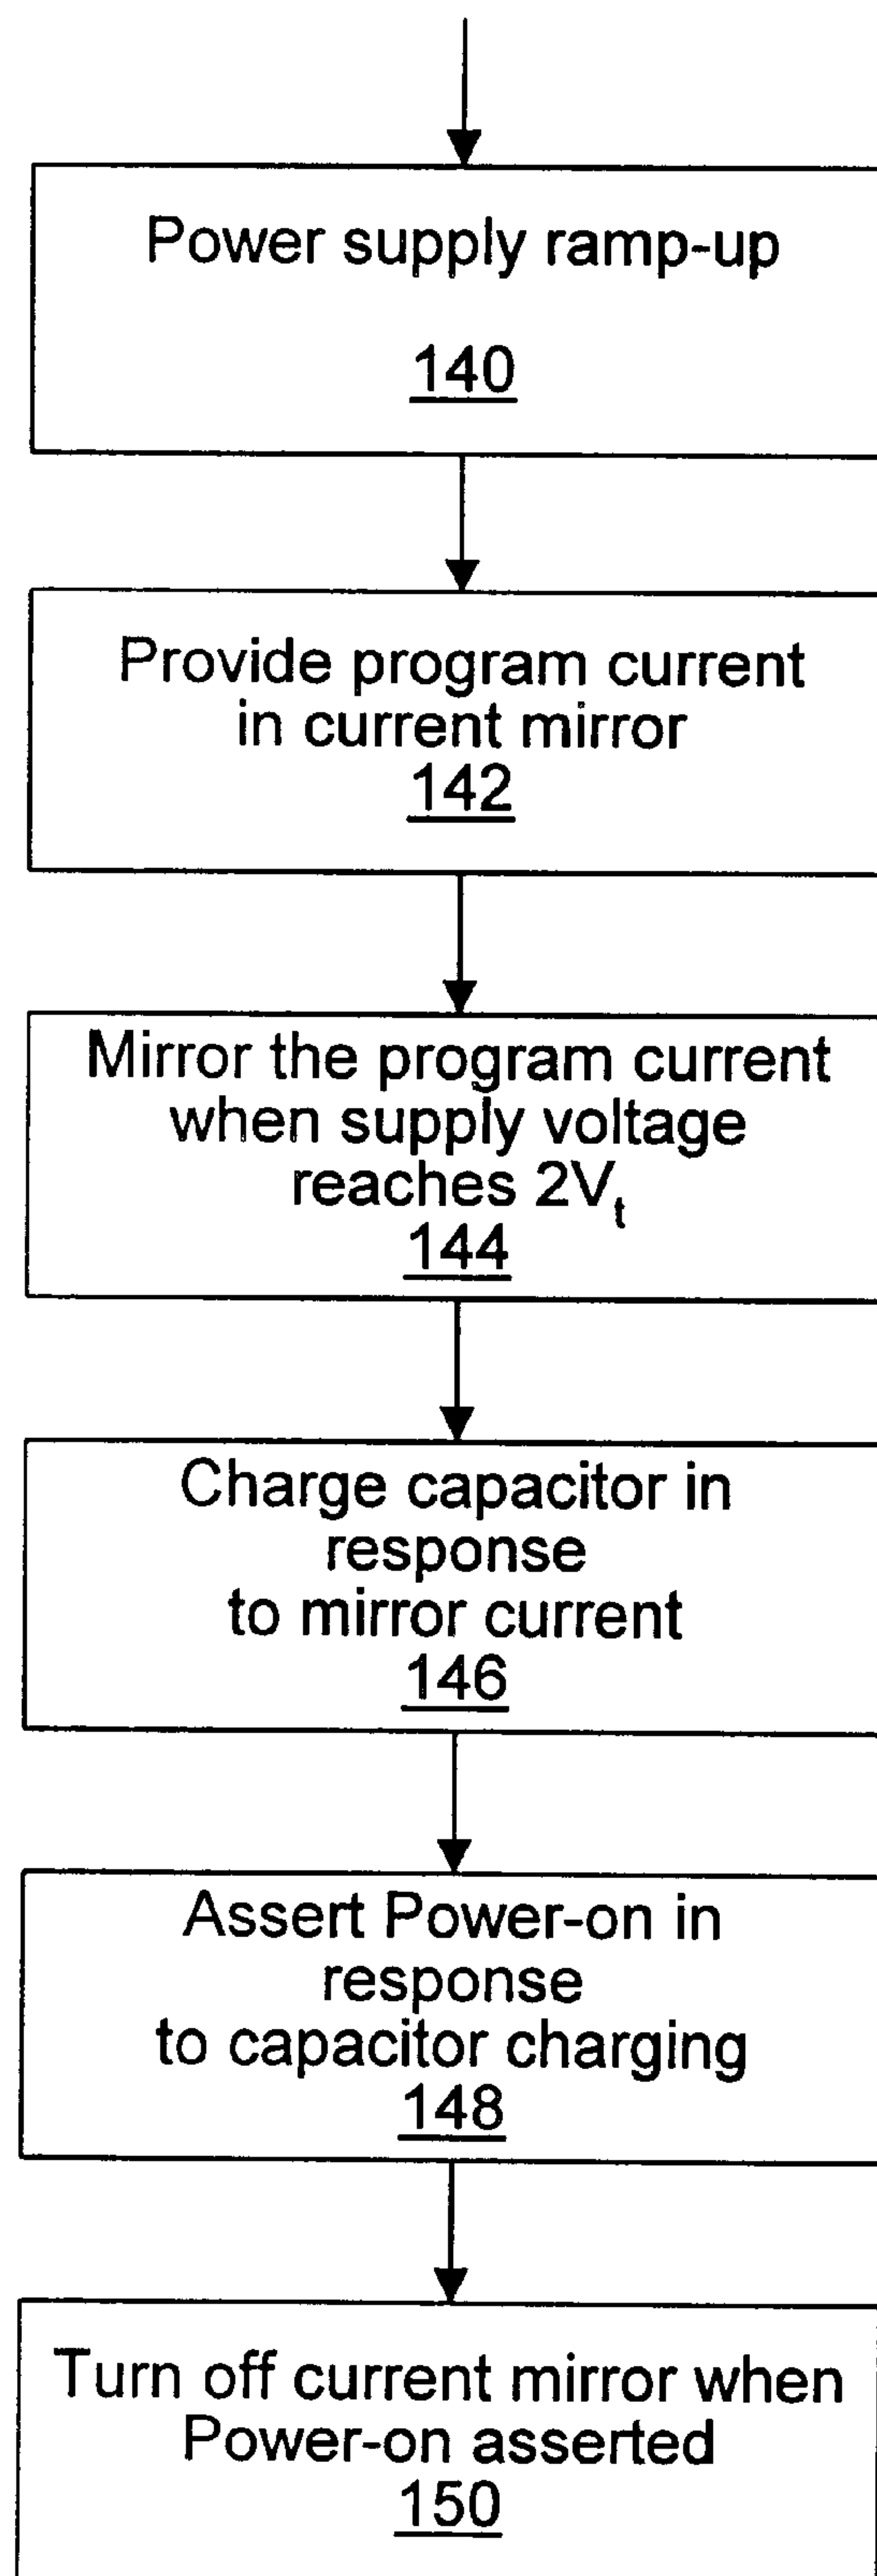 Power supply ramp-up
140
Provide program current
in current mirror
142
Mirror the program current
when supply voltage
reaches 2Vt
144
Charge capacitor in
response
to mirror current
146
Assert Power-on in
response
to capacitor charging
148
Turn off current mirror when
Power-on asserted
150